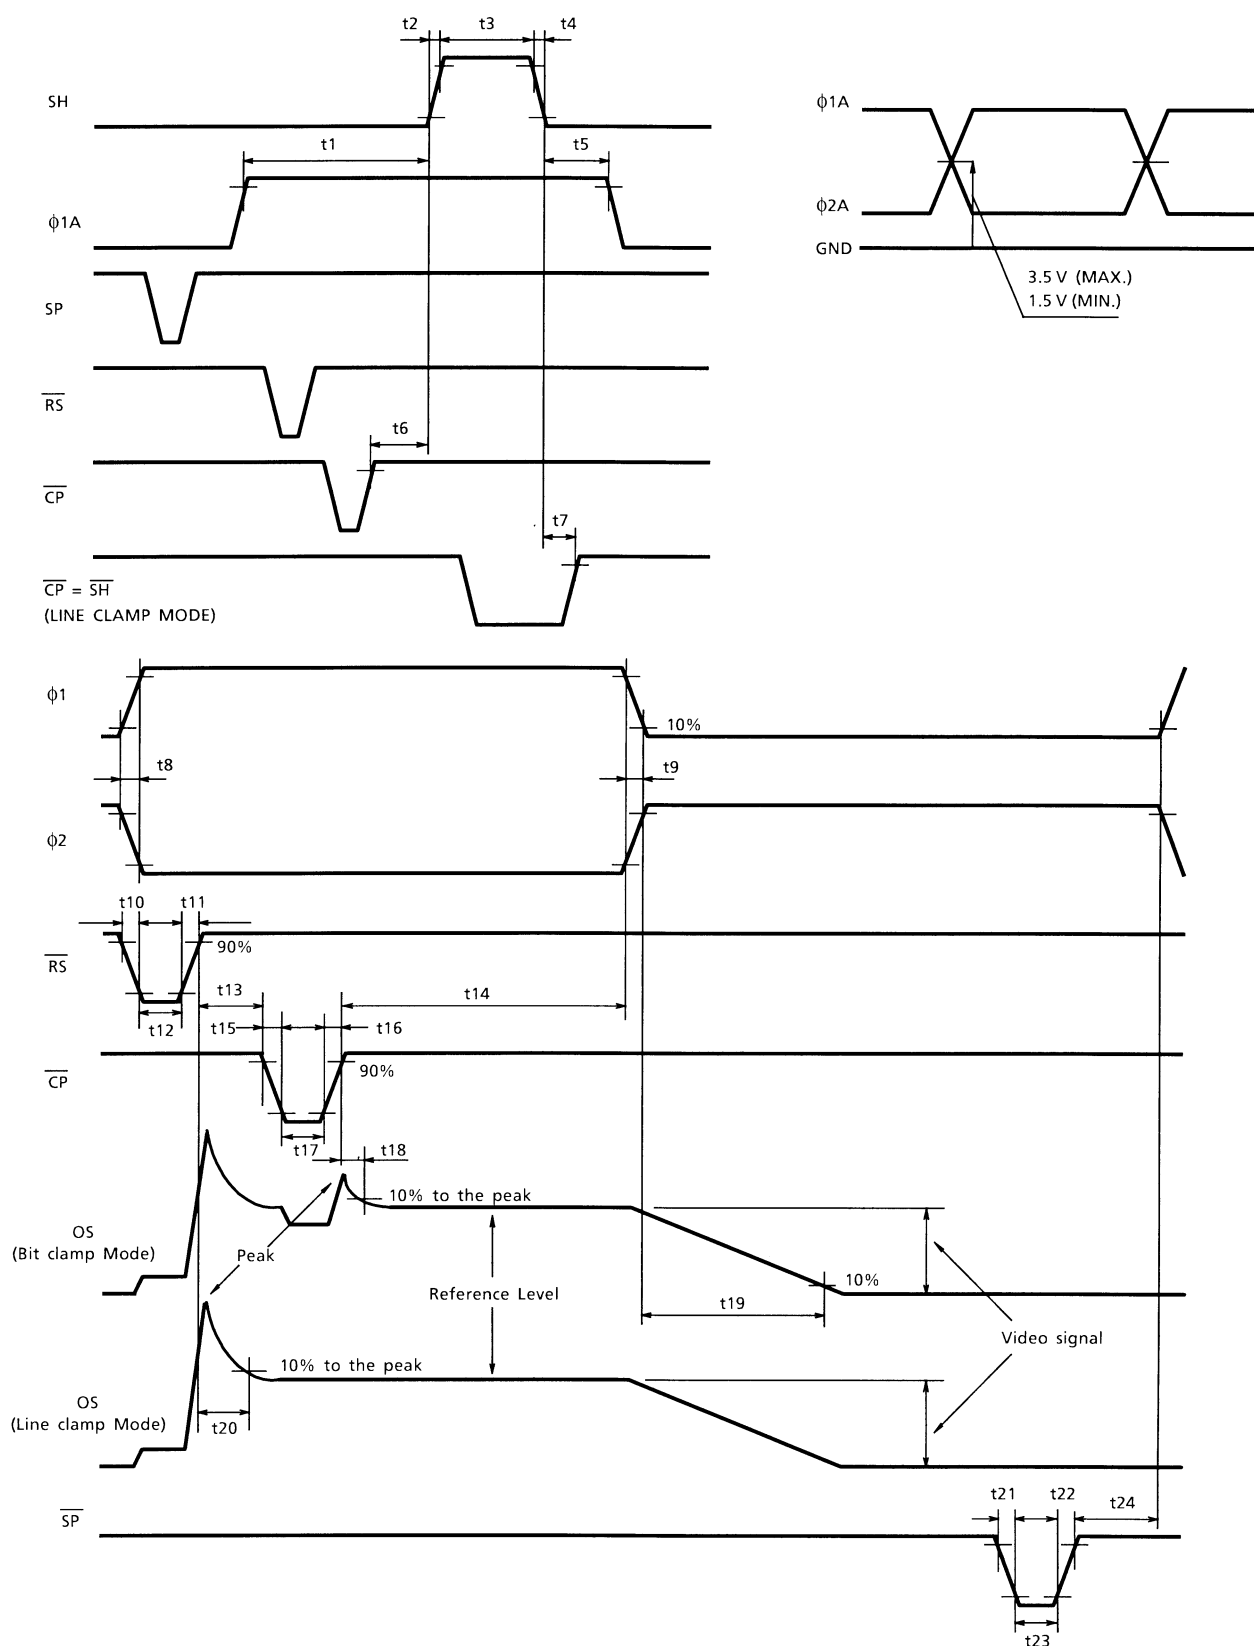 t2 t3 t4
SH
t1 t5
ϕ1A
SP
RS
t6
CP
t7
CP = SH
(LINE CLAMP MODE)
ϕ1A
ϕ2A
GND
3.5 V (MAX.)
1.5 V (MIN.)
ϕ1
10%
t8 t9
ϕ2
t10 t11
90%
RS
t13 t14
t12 t15 t16
90%
CP
t17 t18
10% to the peak
OS
(Bit clamp Mode)
Peak
10%
Reference Level
t19
Video signal
10% to the peak
OS
(Line clamp Mode)
t20
t21 t22 t24
SP
t23